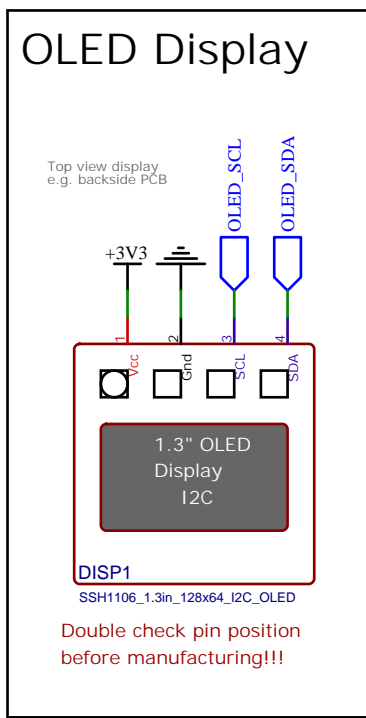 OLED Display
Top view display
e.g. backside PCB
OLED_SCL
OLED_SDA
+3V3
1
2
3
4
Vcc
Gnd
SCL
SDA
1.3" OLED
Display
I2C
DISP1
SSH1106_1.3in_128x64_I2C_OLED
Double check pin position
before manufacturing!!!